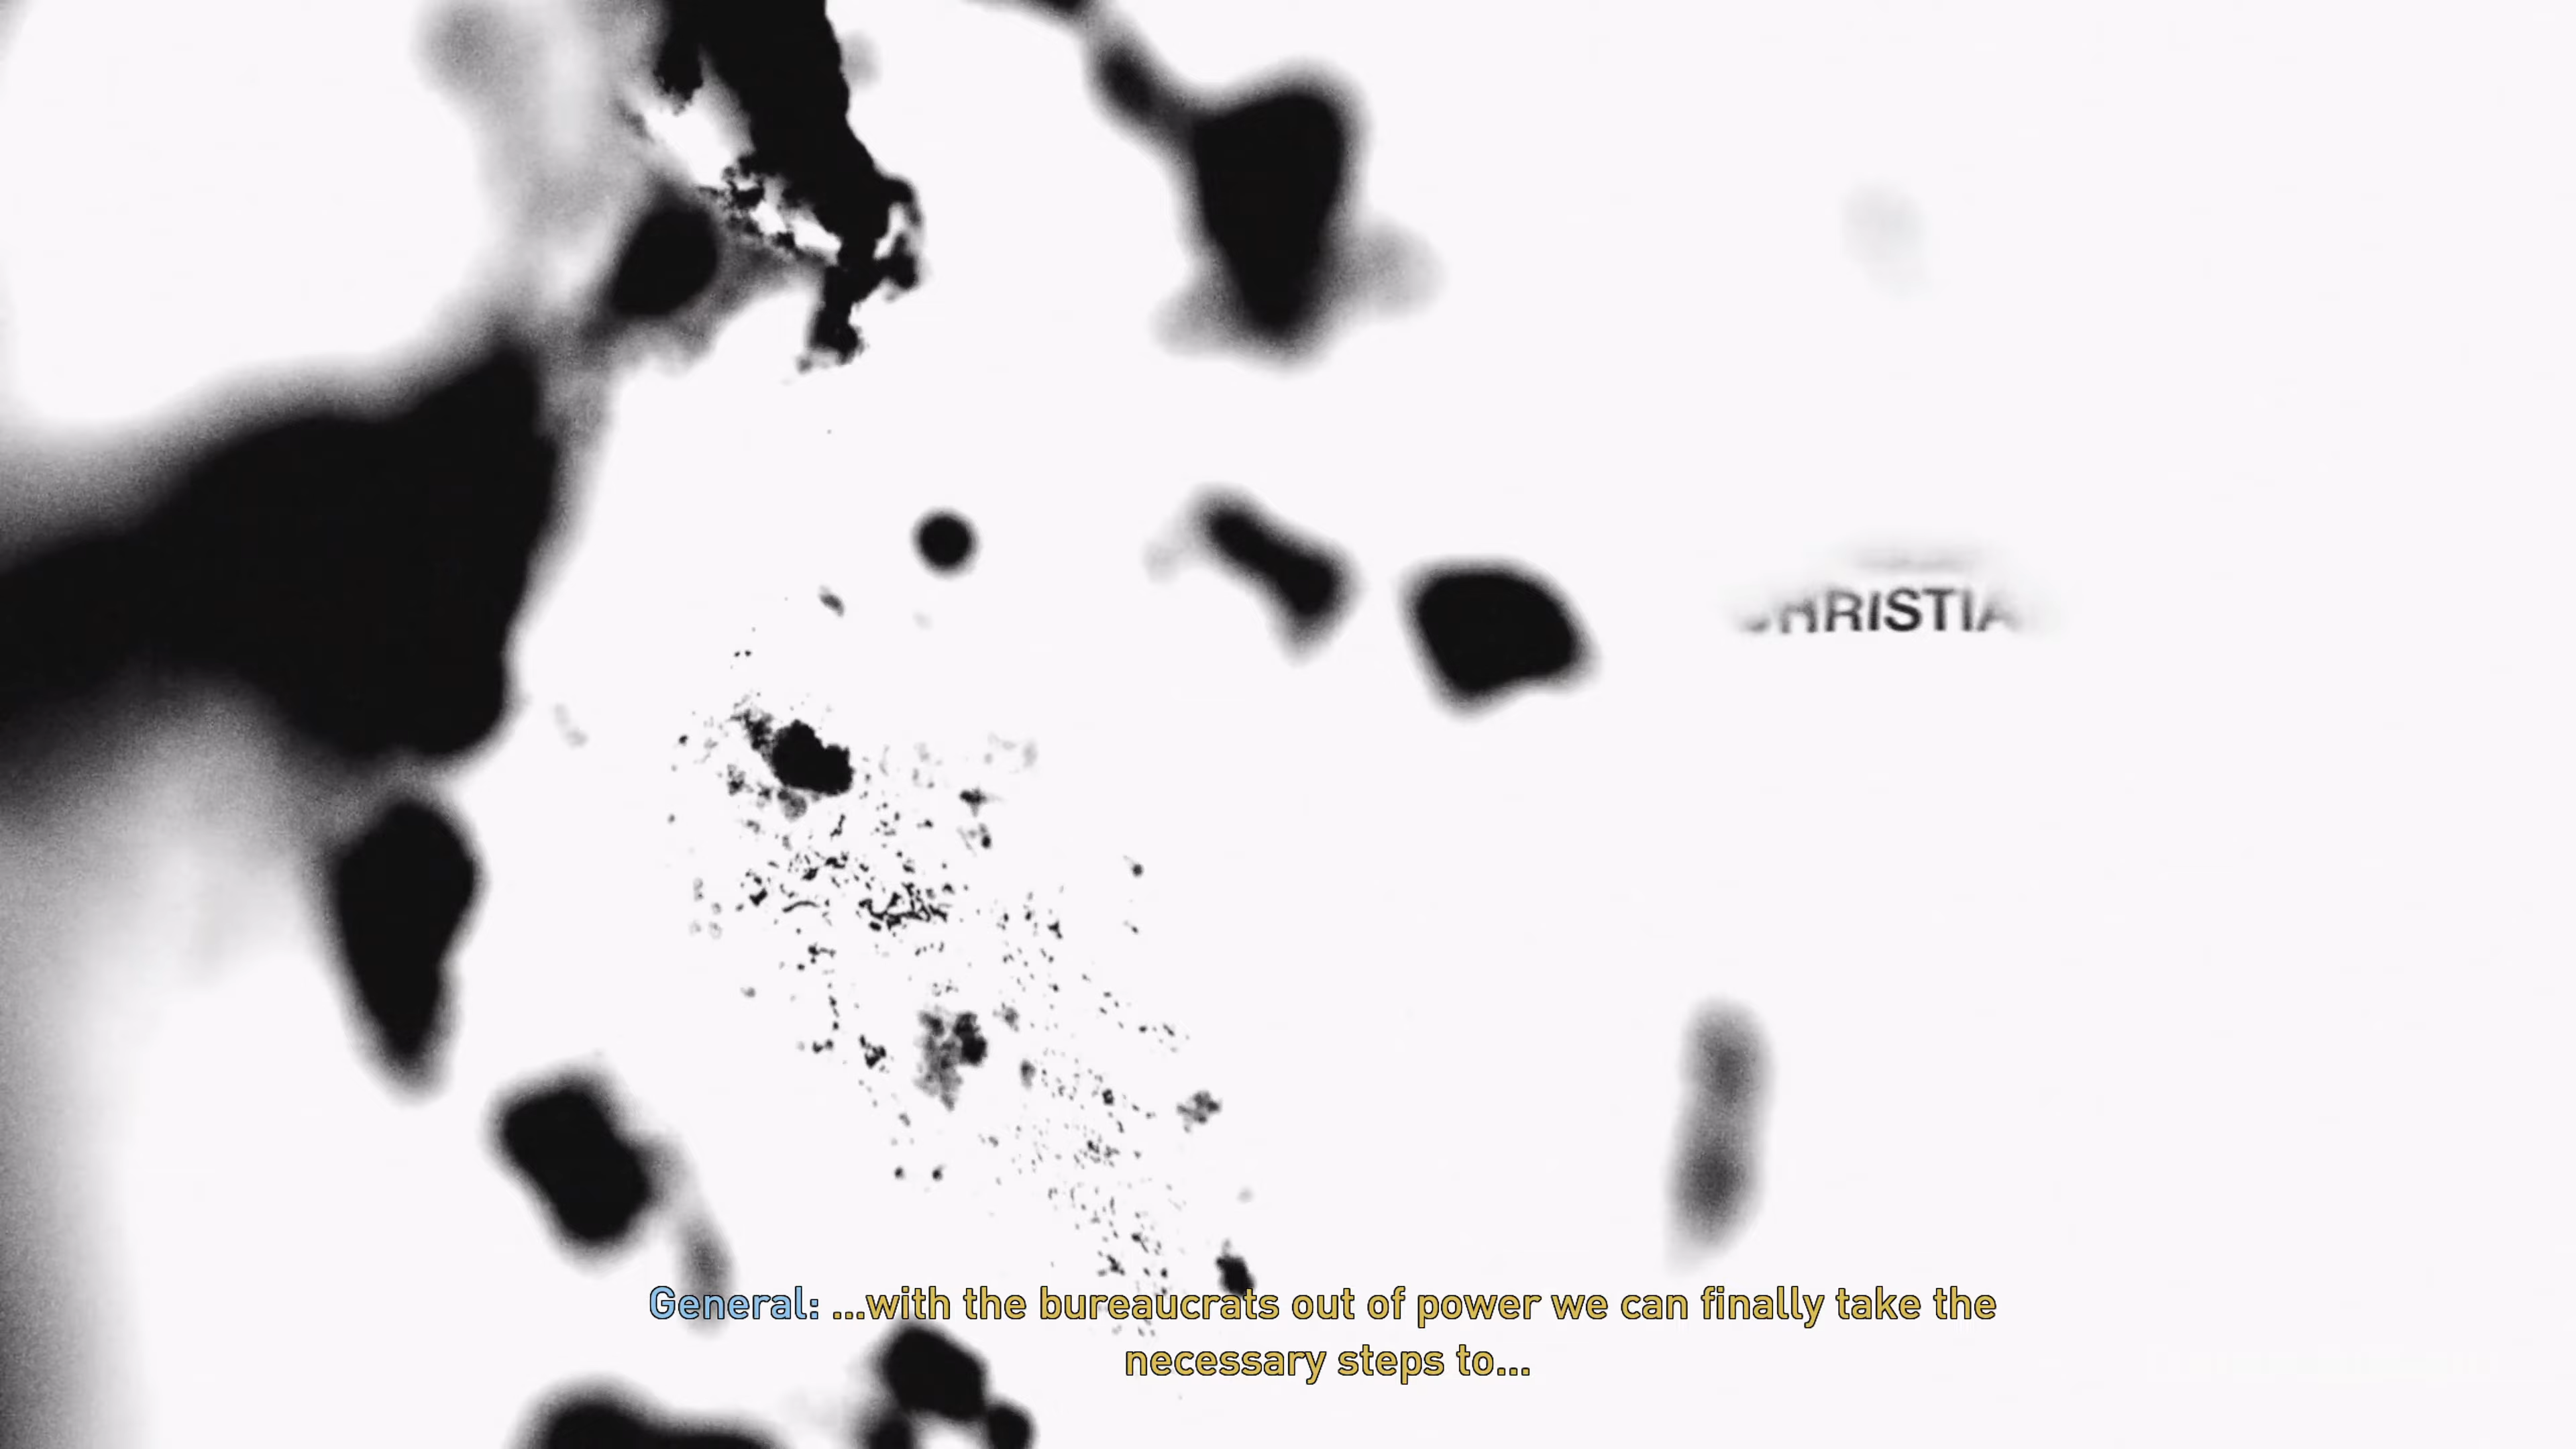 CHRISTIA
General: ...with the bureaucrats out of power we can finally take the
necessary steps to...